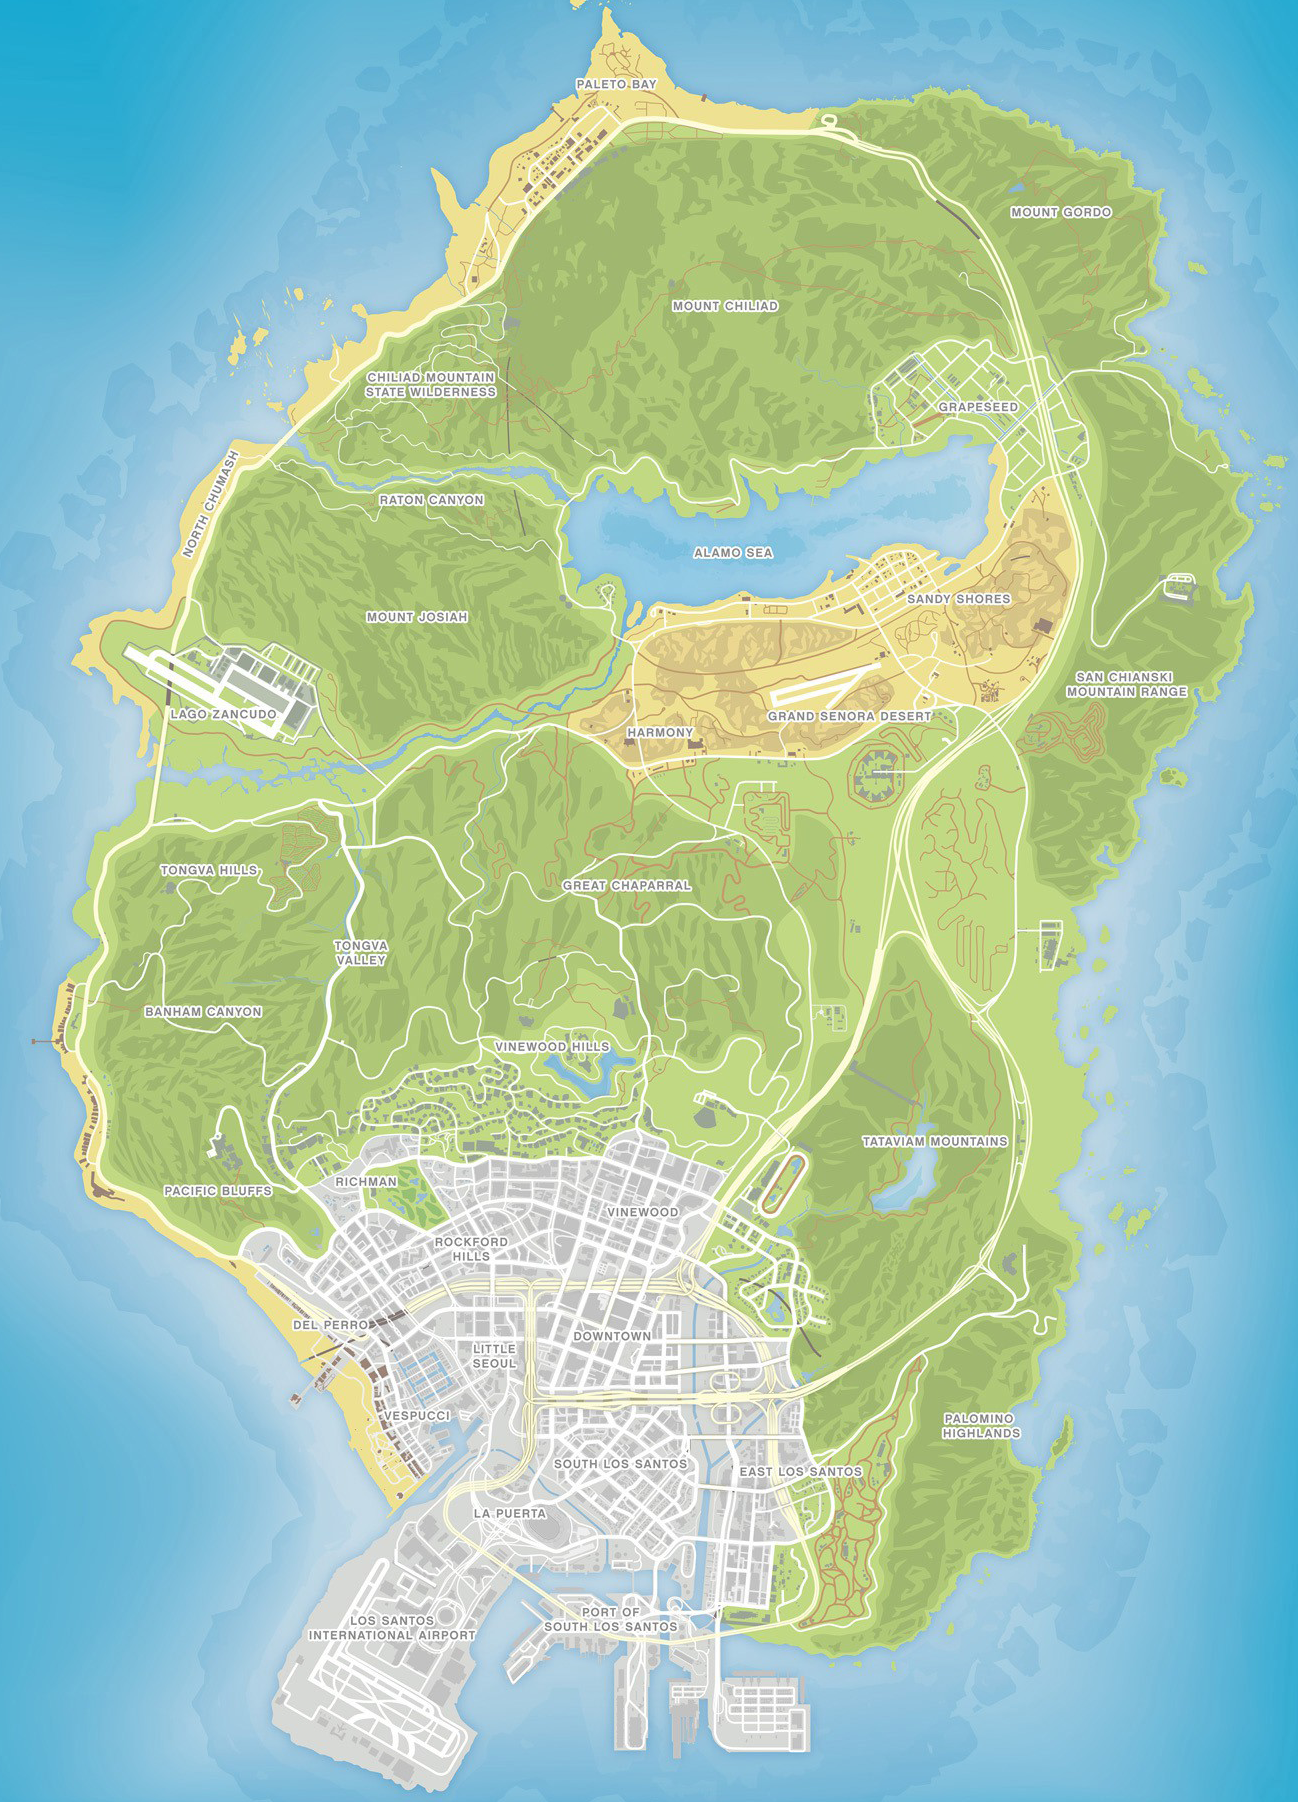 PALETO BAY
MOUNT GORDO
MOUNT CHILIAD
CHILIAD MOUNTAIN
STATE WILDERNESS
GRAPESEED
NORTH CHUMASH
RATON CANYON
ALAMO SEA
SANDY SHORES
MOUNT JOSIAH
SAN CHIANSKI
MOUNTAIN RANGE
LAGO ZANCUDO
GRAND SENORA DESERT
HARMONY
TONGVA HILLS
GREAT CHAPARRAL
TONGVA
VALLEY
BANHAM CANYON
VINEWOOD HILLS
TATAVIAM MOUNTAINS
RICHMAN
PACIFIC BLUFFS
VINEWOOD
ROCKFORD
HILLS
DEL PERRO
DOWNTOWN
LITTLE
SEOUL
VESPUCCI
PALOMINO
HIGHLANDS
SOUTH LOS SANTOS
EAST LOS SANTOS
LA PUERTA
PORT OF
SOUTH LOS SANTOS
LOS SANTOS
INTERNATIONAL AIRPORT